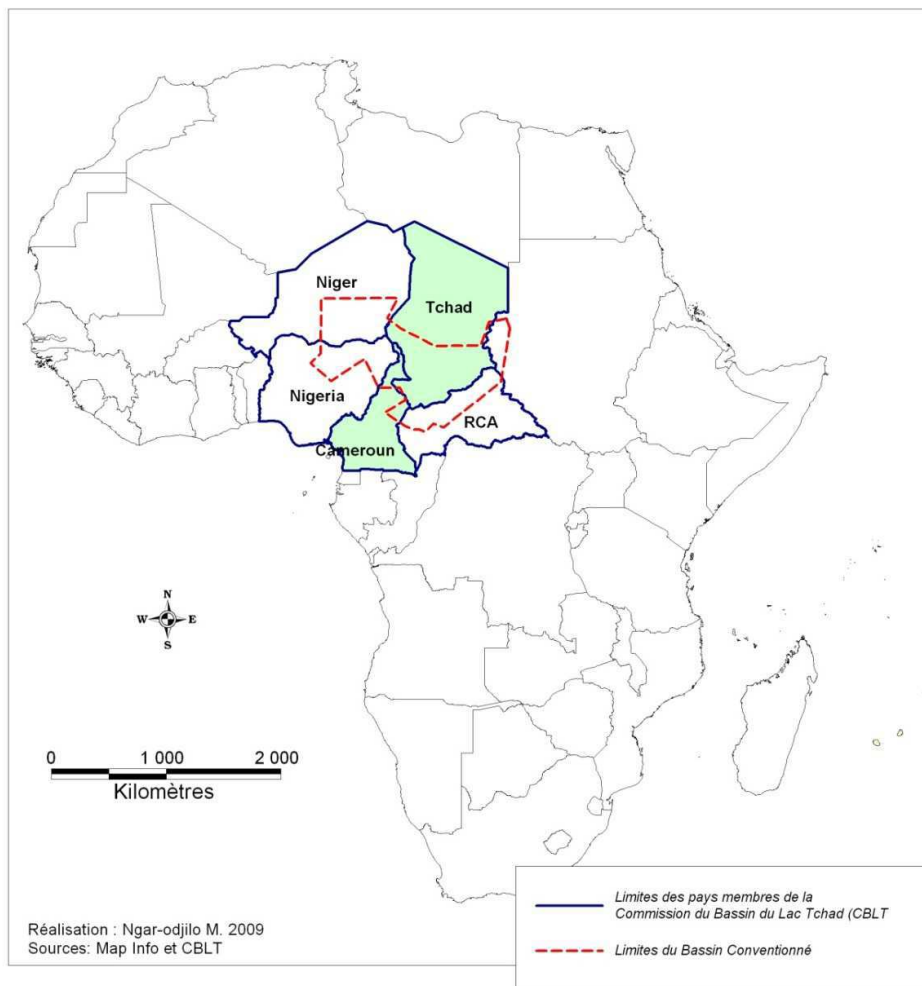 Niger
Tchad
Nigeria
RCA
Cameroun
N
W E
S
0 1 000 2 000
Kilomètres
Limites des pays membres de la
Commission du Bassin du Lac Tchad (CBLT
Limites du Bassin Conventionné
Réalisation : Ngar-odjilo M. 2009
Sources: Map Info et CBLT